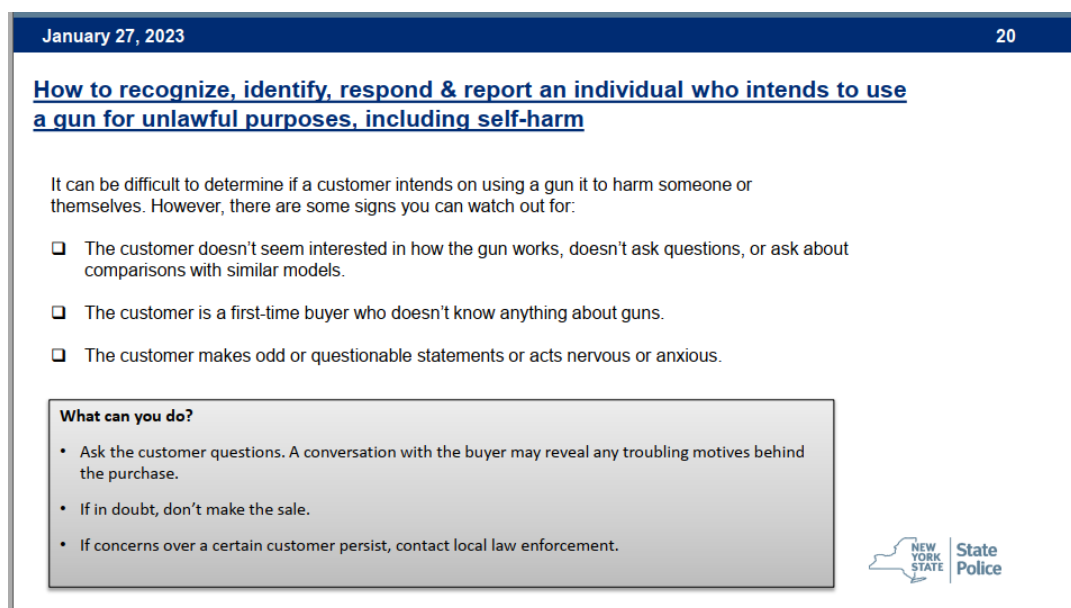 January 27, 2023
20
How to recognize, identify, respond & report an individual who intends to use
a gun for unlawful purposes, including self-harm
It can be difficult to determine if a customer intends on using a gun it to harm someone or
themselves. However, there are some signs you can watch out for:
❑ The customer doesn't seem interested in how the gun works, doesn't ask questions, or ask about
comparisons with similar models.
❑ The customer is a first-time buyer who doesn't know anything about guns.
❑ The customer makes odd or questionable statements or acts nervous or anxious.
What can you do?
• Ask the customer questions. A conversation with the buyer may reveal any troubling motives behind
the purchase.
• If in doubt, don't make the sale.
• If concerns over a certain customer persist, contact local law enforcement.
NEW
YORK
STATE
State
Police